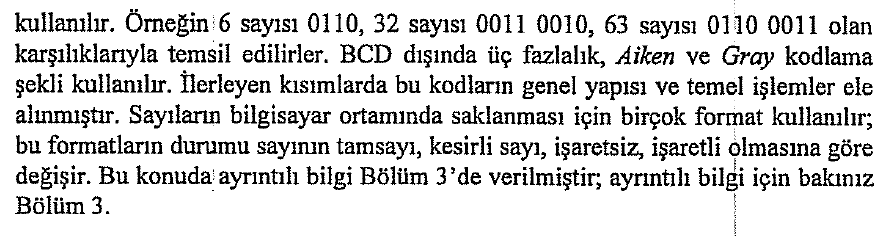 kullanılır. Örneğin 6 sayısı 0110, 32 sayısı 0011 0010, 63 sayısı 0110 0011 olan
karşılıklarıyla temsil edilirler. BCD dışında üç fazlalık, Aiken ve Gray kodlama
şekli kullanılır. İlerleyen kısımlarda bu kodların genel yapısı ve temel işlemler ele
alınmıştır. Sayıların bilgisayar ortamında saklanması için birçok format kullanılır;
bu formatların durumu sayının tamsayı, kesirli sayı, işaretsiz, işaretli olmasına göre
değişir. Bu konuda ayrıntılı bilgi Bölüm 3'de verilmiştir; ayrıntılı bilgi için bakınız
Bölüm 3.